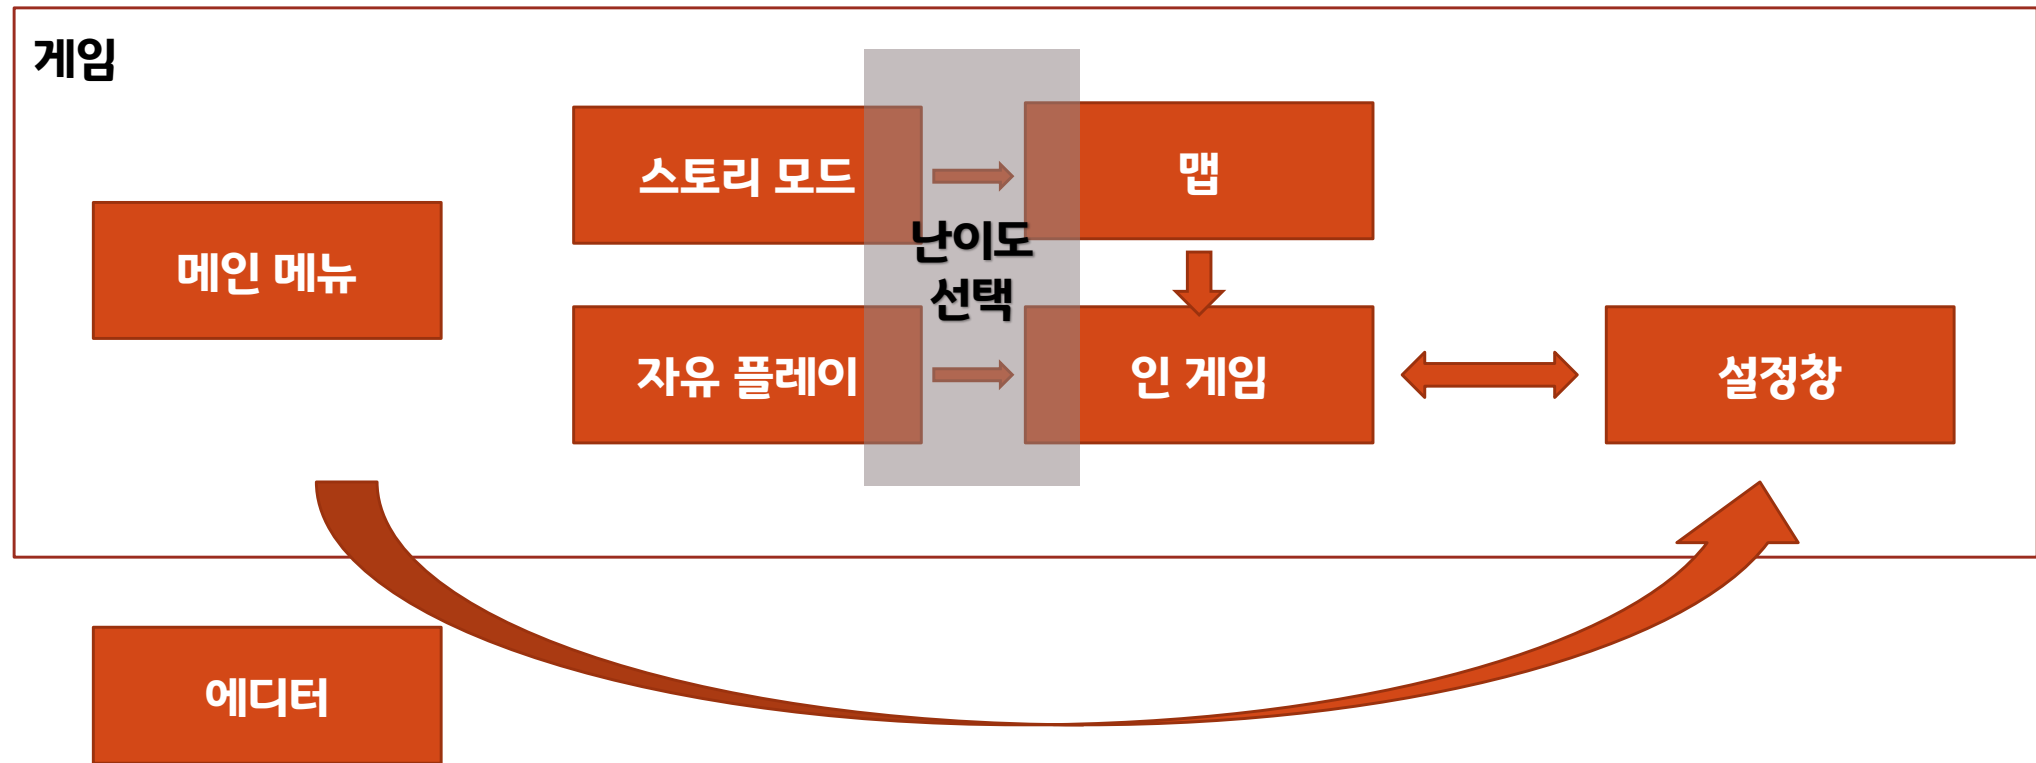 게임
스토리 모드
맵
메인 메뉴
난이도
선택
자유 플레이
인 게임
설정창
에디터